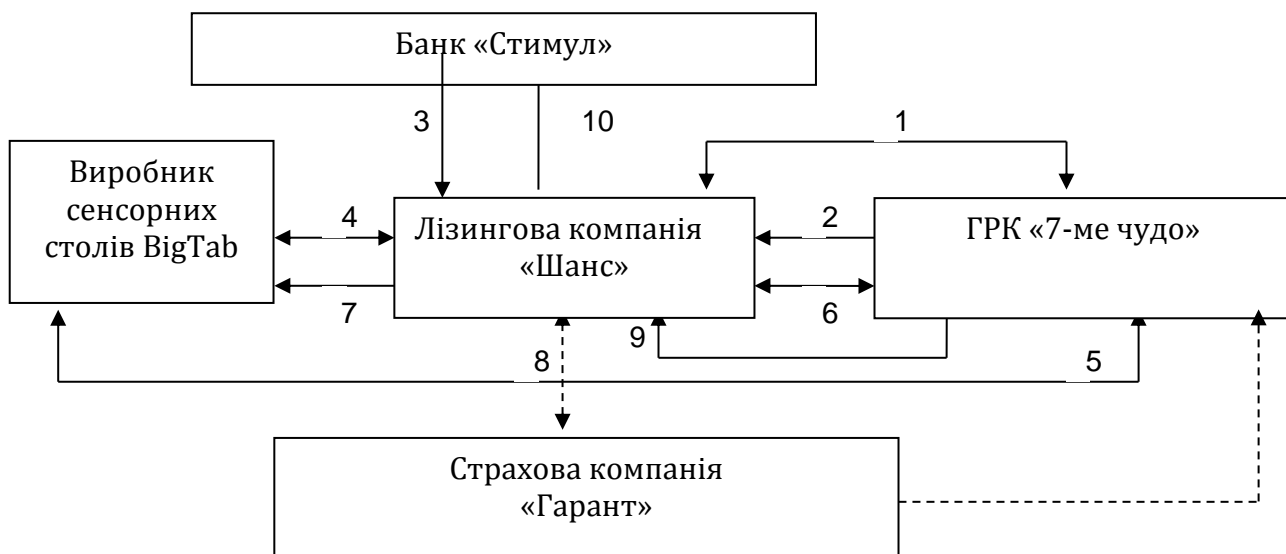 Банк «Стимул»
3
10
1
Виробник
сенсорних
столів BigTab
4
Лізингова компанія
«Шанс»
2
ГРК «7-ме чудо»
7
6
9
8
5
Страхова компанія
«Гарант»